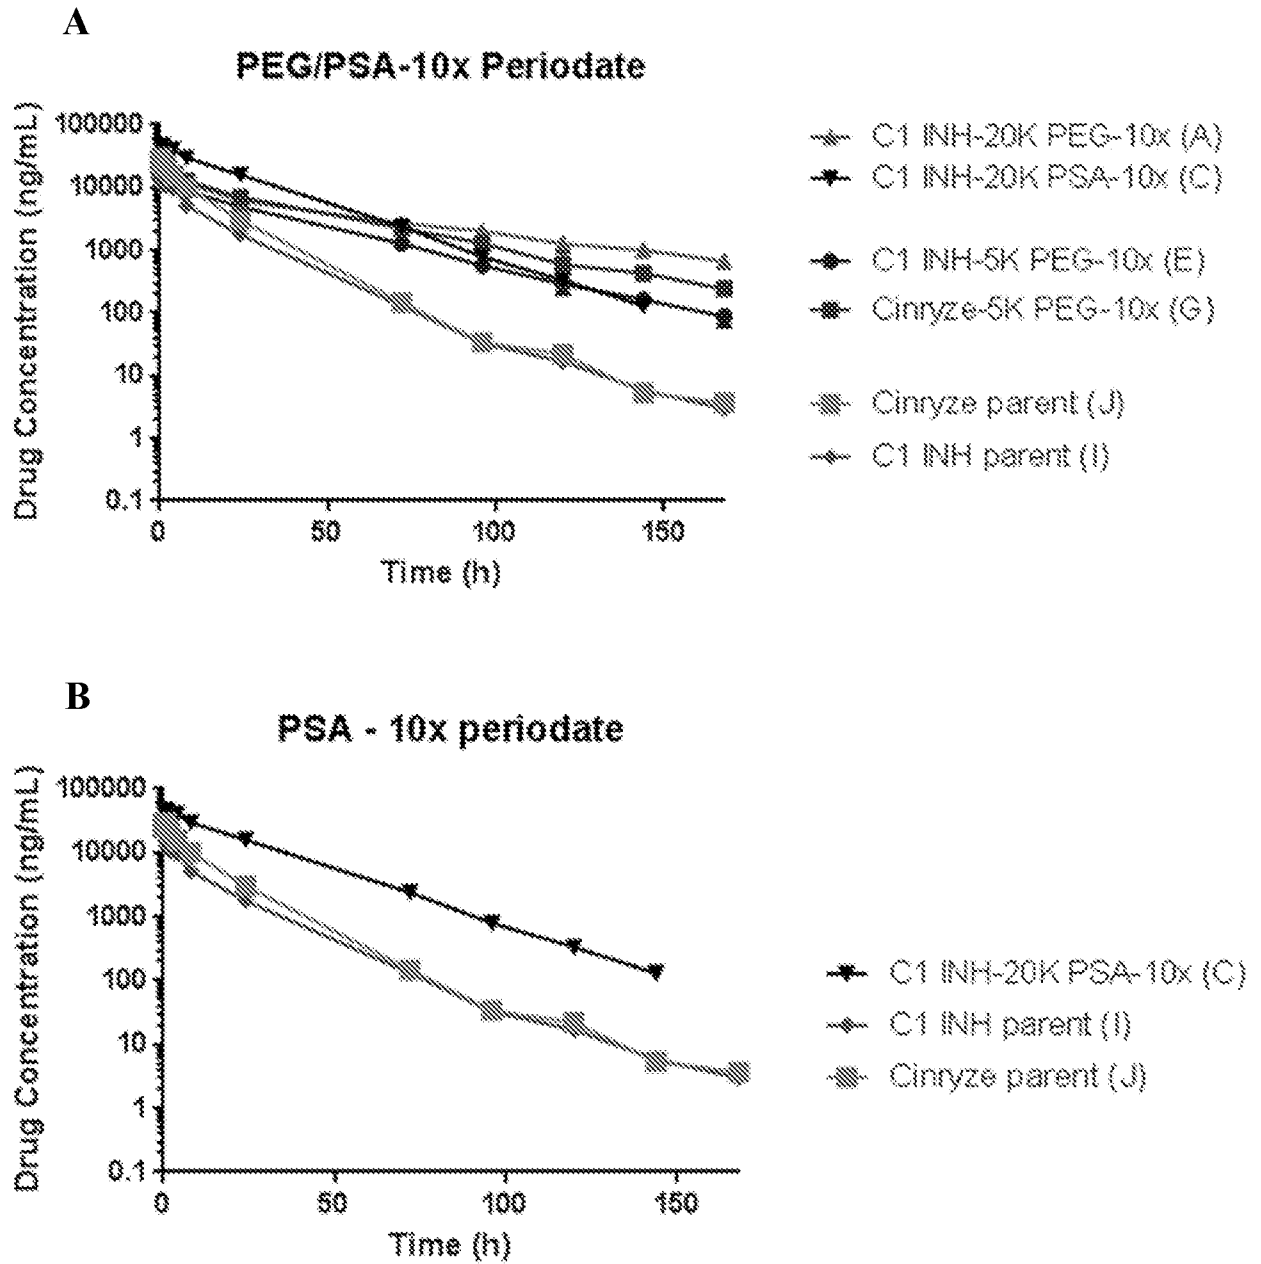 A
PEG/PSA-10x Periodate
Drug Concentration (ng/mL)
100000
10000
1000
100
10
1
0.1
0
50
100
150
Time (h)
C1 INH-20K PEG-10x (A)
C1 INH-20K PSA-10x (C)
C1 INH-5K PEG-10x (E)
Cinryze-5K PEG-10x (G)
Cinryze parent (J)
C1 INH parent (I)
B
PSA - 10x periodate
Drug Concentration (ng/mL)
100000
10000
1000
100
10
1
0.1
0
50
100
150
Time (h)
C1 INH-20K PSA-10x (C)
C1 INH parent (I)
Cinryze parent (J)